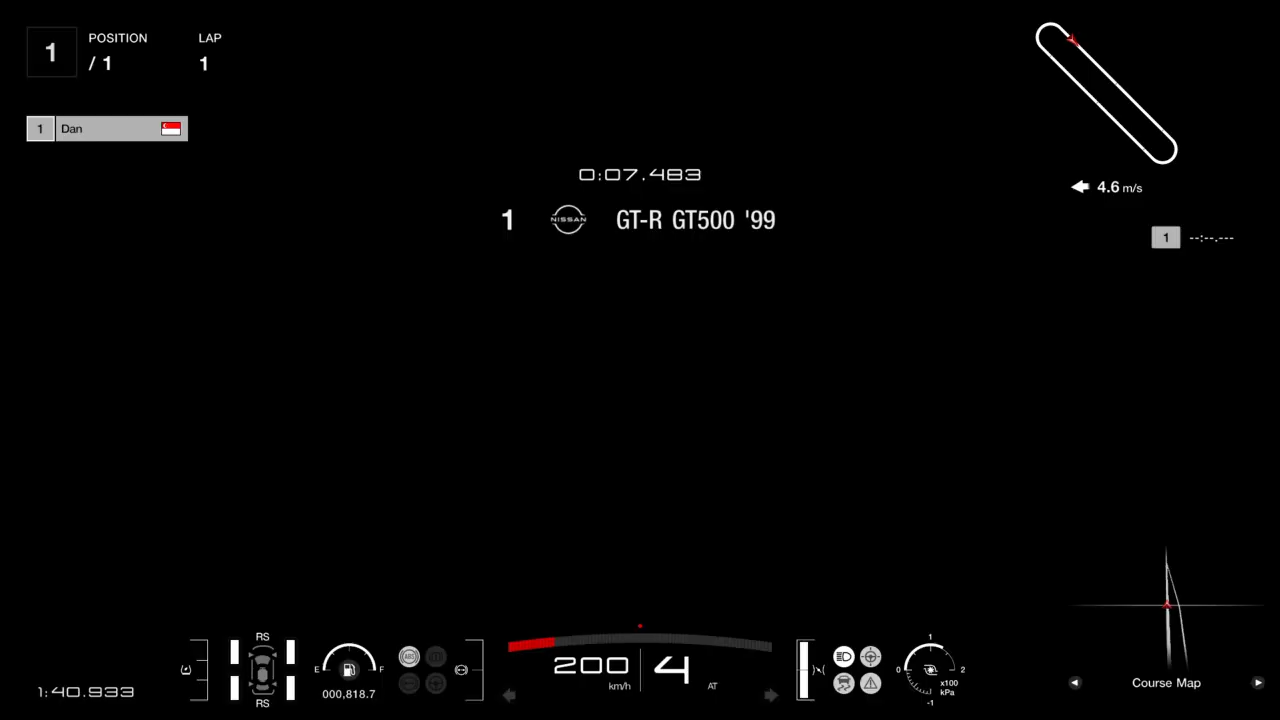 1
POSITION
/ 1
LAP
1
1 Dan
0:07.483
1 NISSAN GT-R GT500 '99
4.6 m/s
1 --:--.---
RS
RS
E F
000,818.7
ABS
200
km/h
4
AT
1
0
2
x100
kPa
-1
1:40.933
Course Map